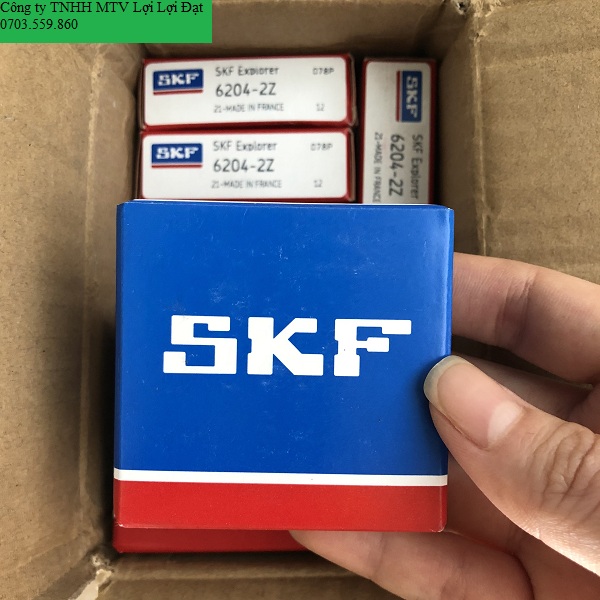 Công ty TNHH MTV Lợi Lợi Đạt
0703.559.860
SKF
SKF Explorer
078P
6204-2Z
21-MADE IN FRANCE
S2
SKF
SKF Explorer
078P
6204-2Z
21-MADE IN FRANCE
S2
SKF
SKF Explorer
6204-2Z
21-MADE IN FRANCE
SKF